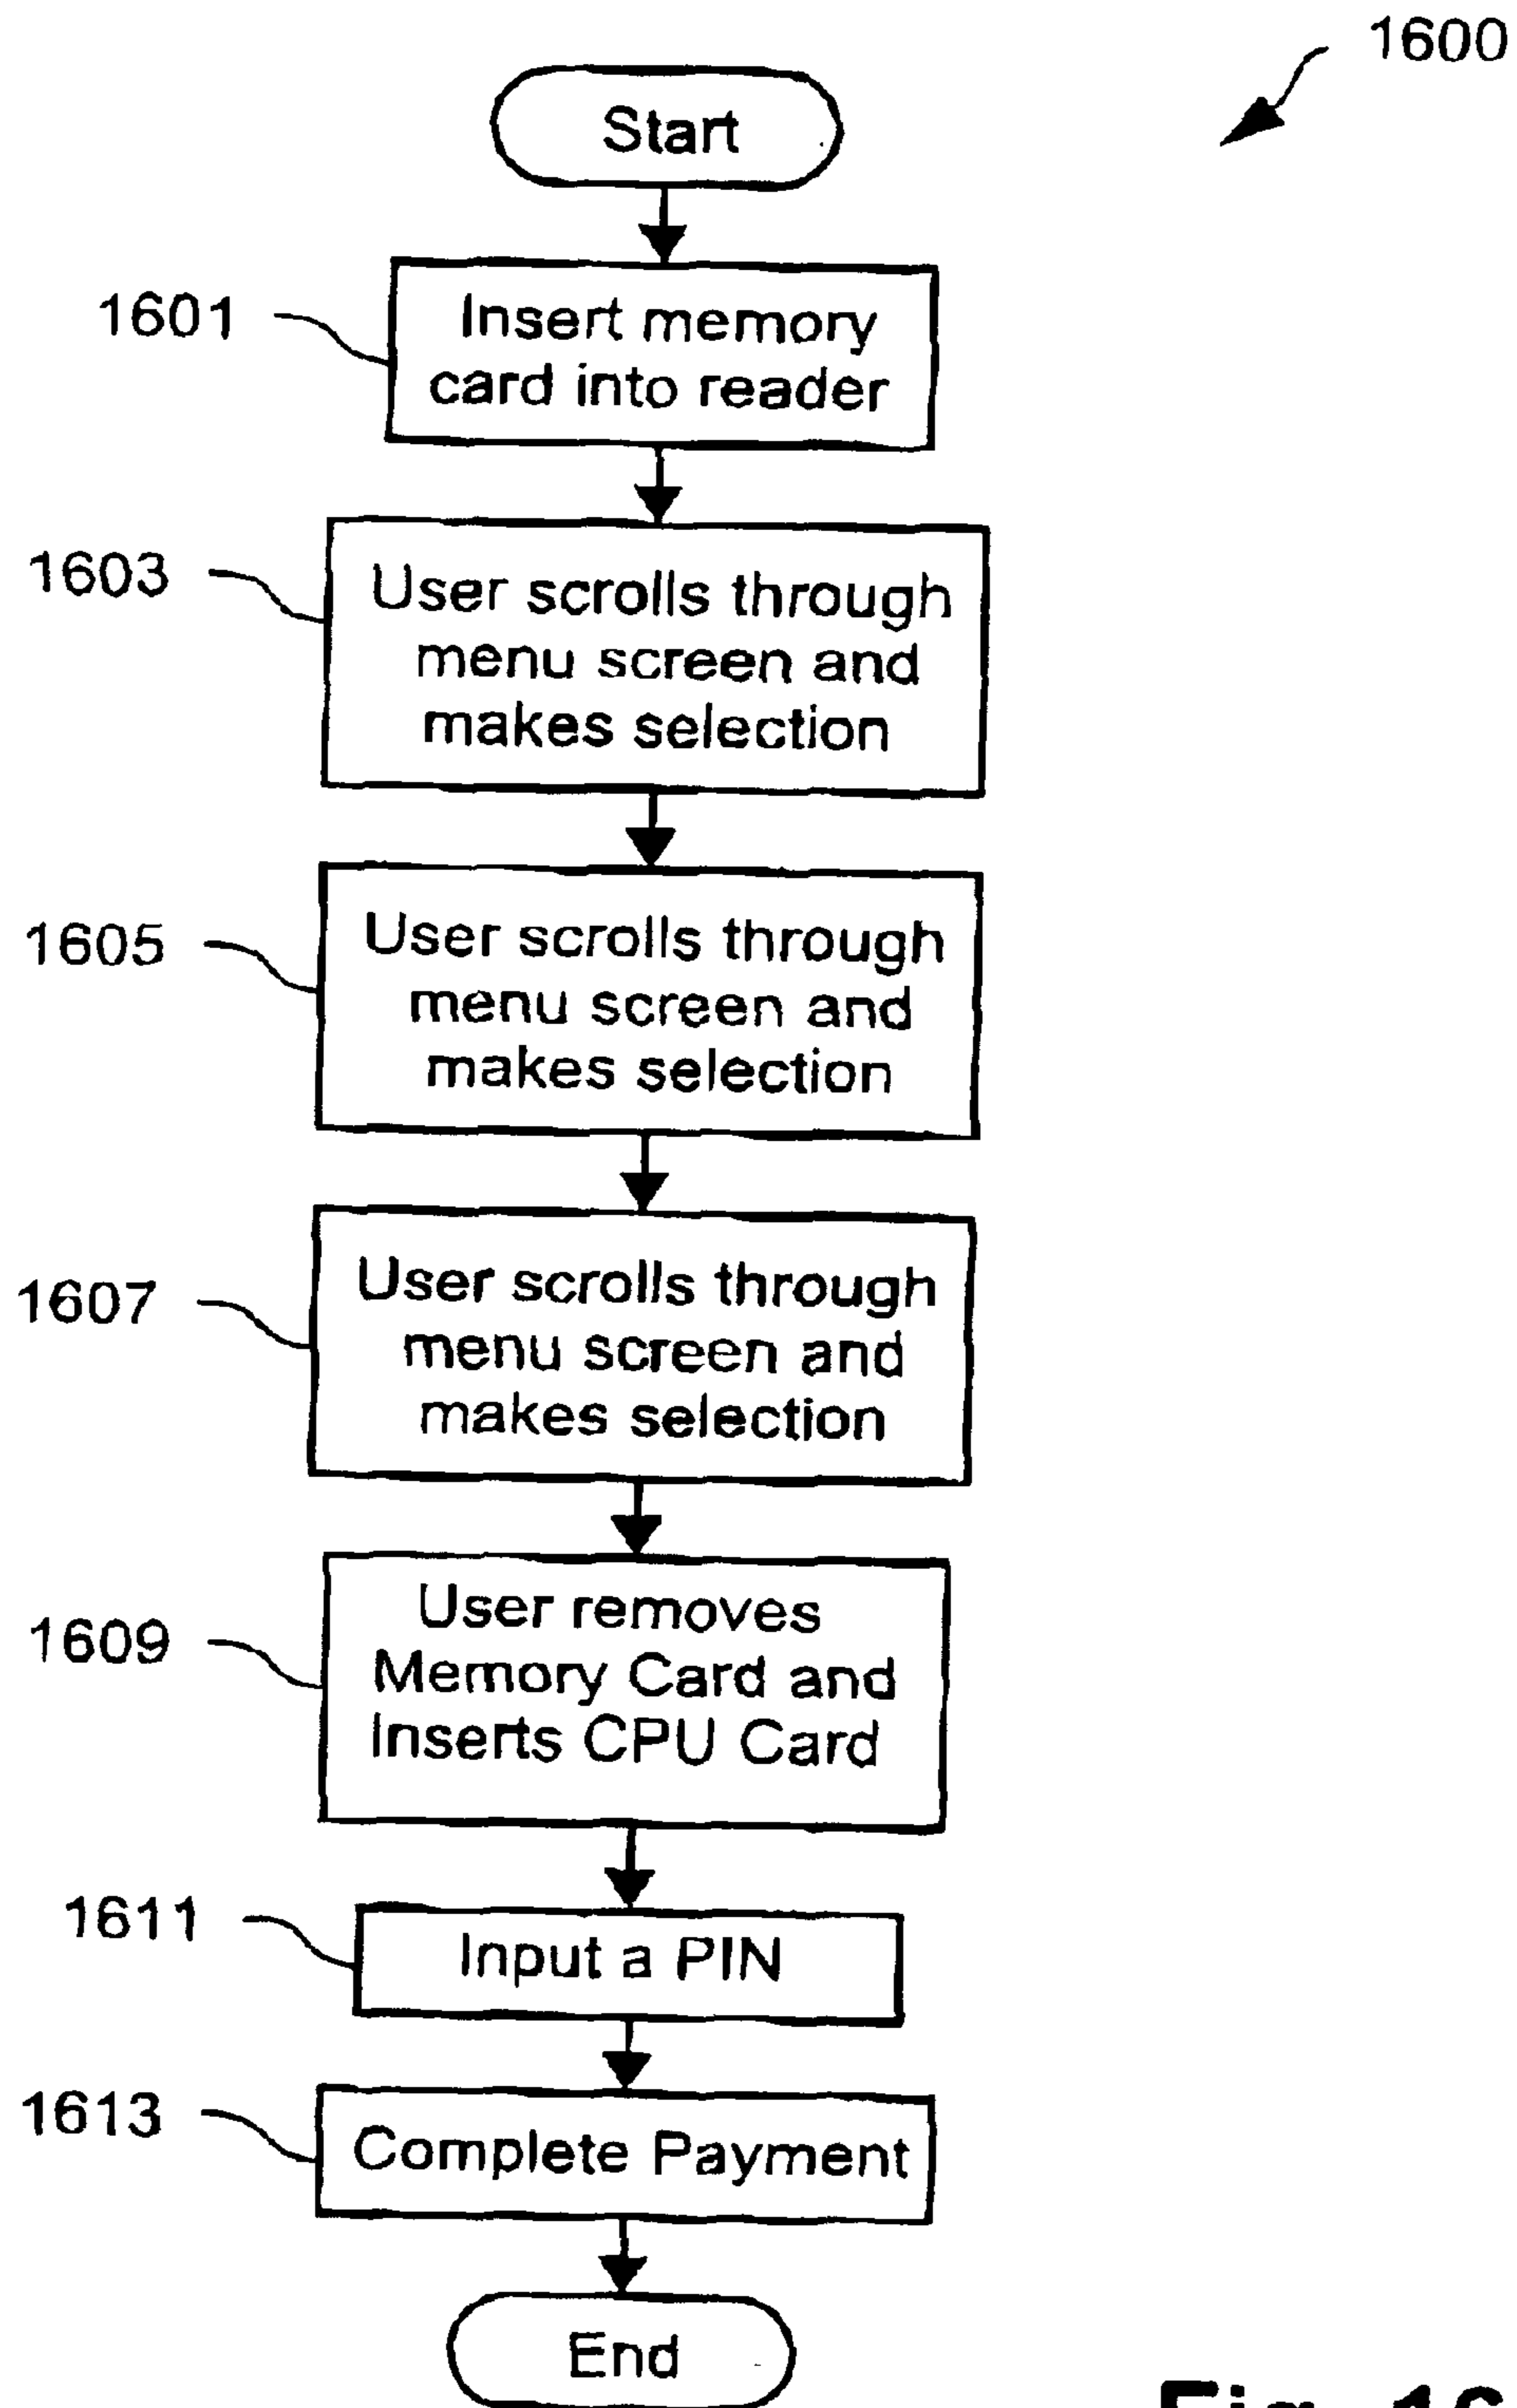 1600
Start
1601
Insert memory
card into reader
1603
User scrolls through
menu screen and
makes selection
1605
User scrolls through
menu screen and
makes selection
1607
User scrolls through
menu screen and
makes selection
1609
User removes
Memory Card and
Inserts CPU Card
1611
Input a PIN
1613
Complete Payment
End
Fig. 16